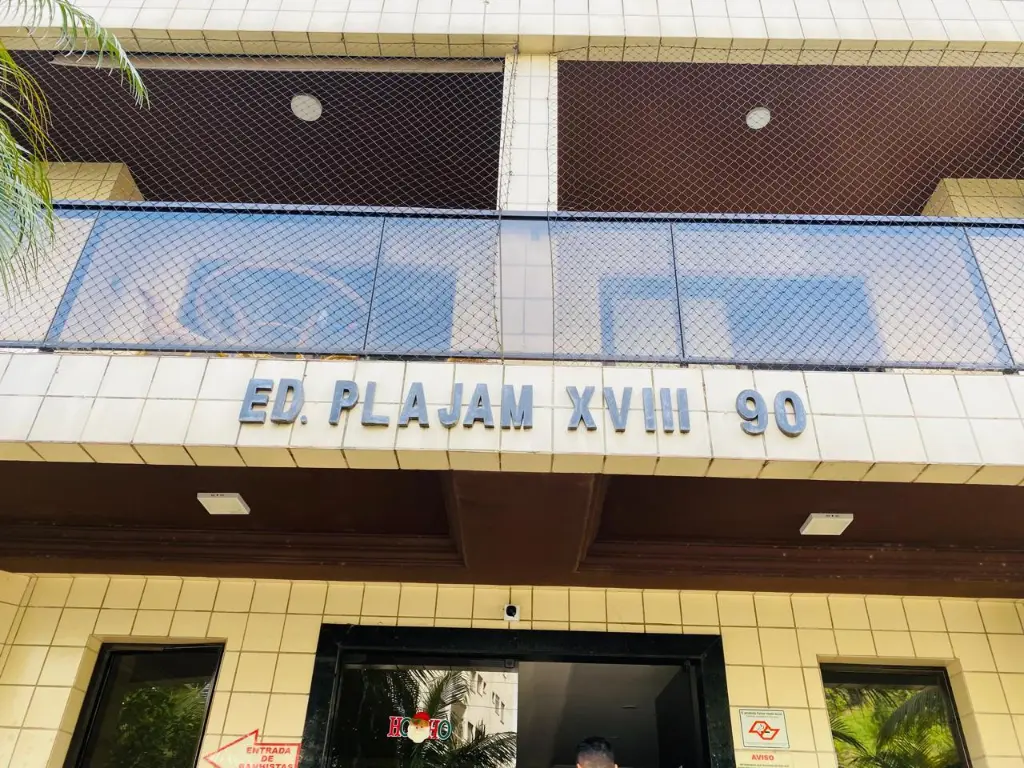 ED. PLAJAM XVIII 90
HO HO
ENTRADA
DE
BANHISTAS
AVISO